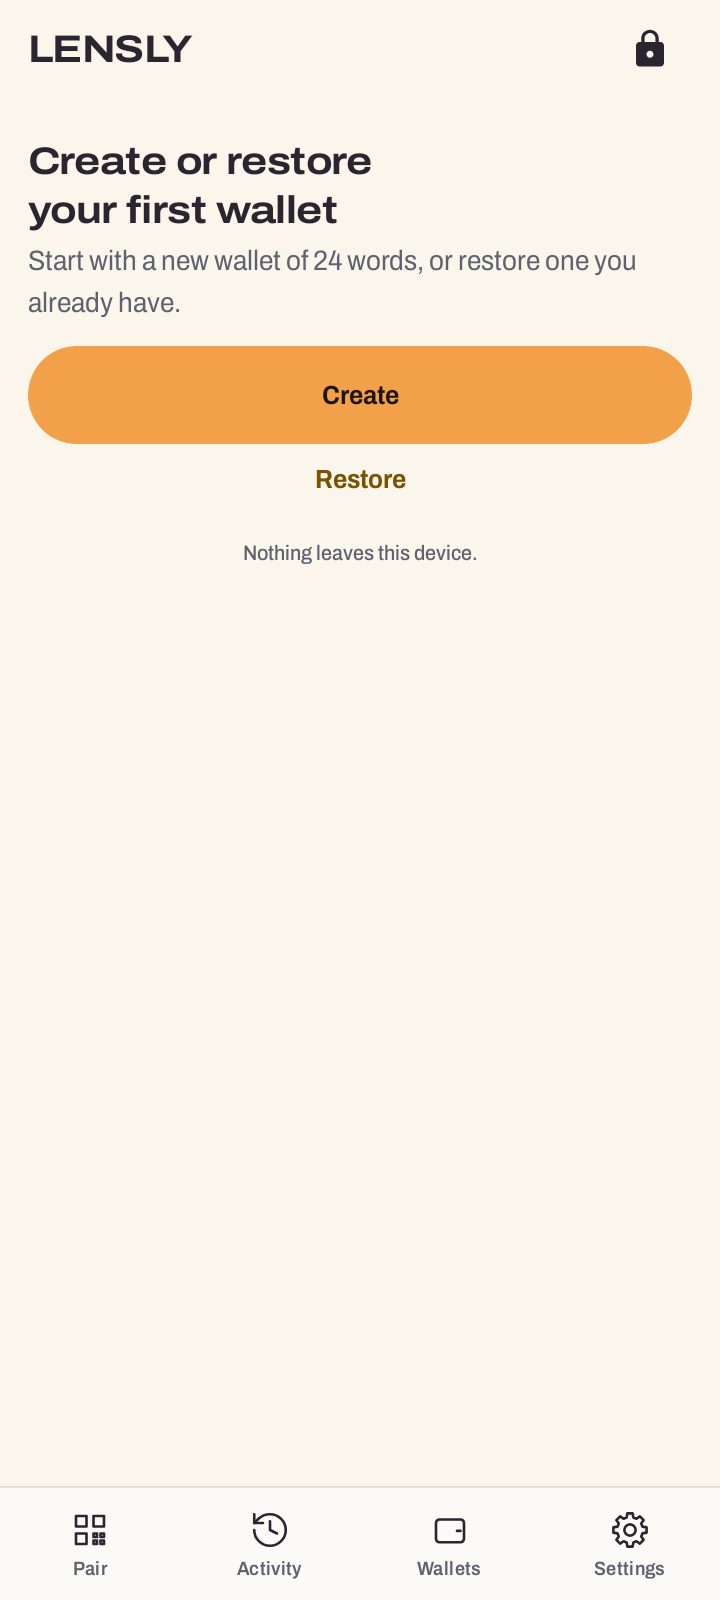 LENSLY
Create or restore
your first wallet
Start with a new wallet of 24 words, or restore one you
already have.
Create
Restore
Nothing leaves this device.
Pair
Activity
Wallets
Settings